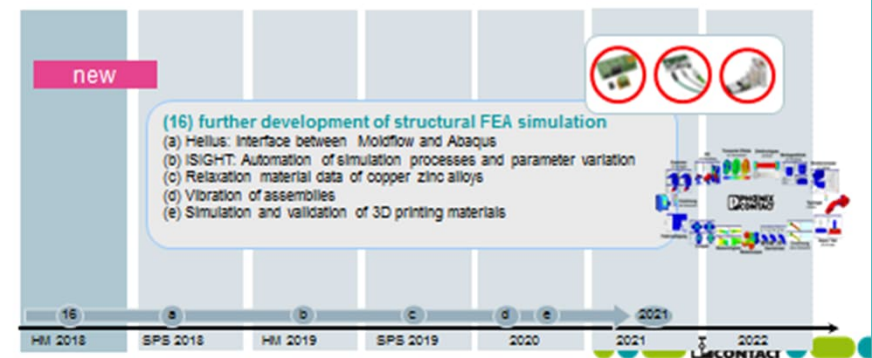 new
(16) further development of structural FEA simulation
(a) Helius: Interface between Moldflow and Abaqus
(b) ISIGHT: Automation of simulation processes and parameter variation
(c) Relaxation material data of copper zinc alloys
(d) Vibration of assemblies
(e) Simulation and validation of 3D printing materials
PHOENIX
CONTACT
16 a b c d e 2021
HM 2018 SPS 2018 HM 2019 SPS 2019 2020 2021 2022
CONTACT